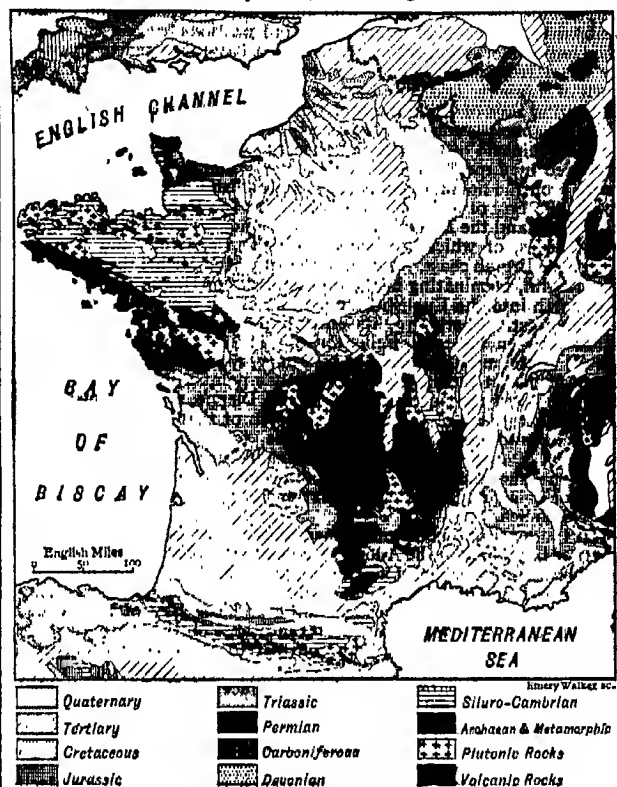 ENGLISH CHANNEL
BAY
OF
BISCAY
English Miles
0 50 100
MEDITERRANEAN
SEA
Emery Walker sc.
Quaternary
Tertiary
Cretaceous
Jurassic
Triassic
Permian
Carboniferous
Devonian
Siluro-Cambrian
Archaean & Metamorphic
Plutonic Rocks
Volcanic Rocks